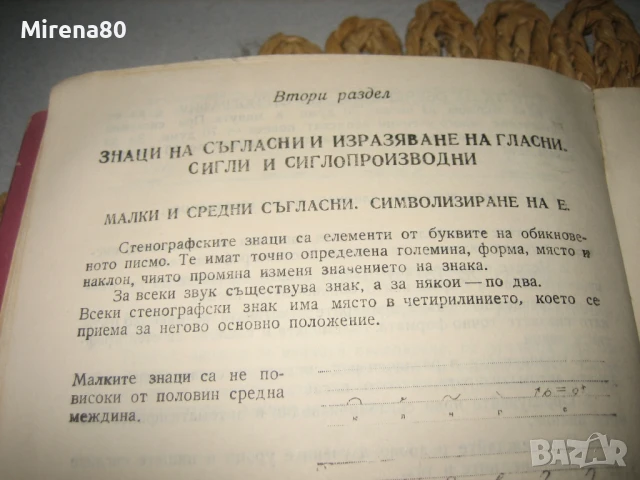 Mirena80
Втори раздел
ЗНАЦИ НА СЪГЛАСНИ И ИЗРАЗЯВАНЕ НА ГЛАСНИ.
СИГЛИ И СИГЛОПРОИЗВОДНИ
МАЛКИ И СРЕДНИ СЪГЛАСНИ. СИМВОЛИЗИРАНЕ НА Е.
Стенографските знаци са елементи от буквите на обикнове-
ното писмо. Те имат точно определена големина, форма, място и
наклон, чиято промяна изменя значението на знака.
За всеки звук съществува знак, а за някои — по два.
Всеки стенографски знак има място в четирилинието, което се
приема за негово основно положение.
Малките знаци са не по-
високи от половин средна
междина.
BAZAR
bg